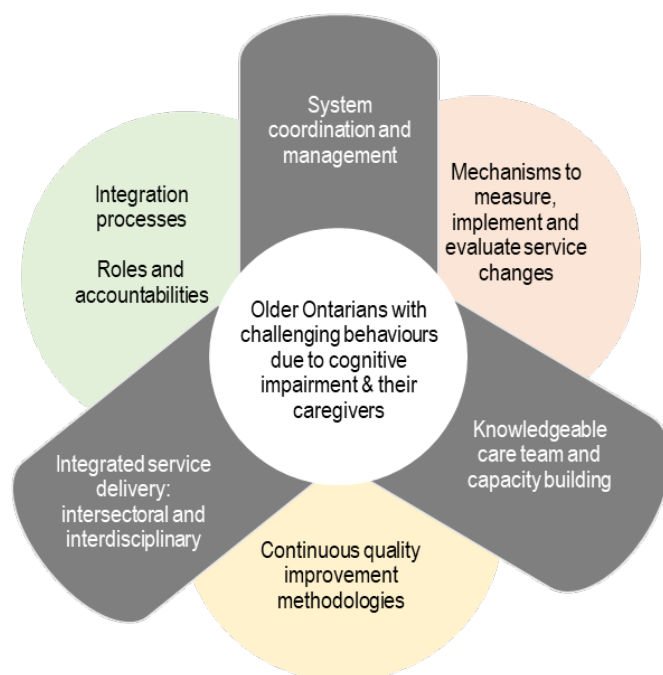 System
coordination and
management
Integration
processes
Roles and
accountabilities
Mechanisms to
measure,
implement and
evaluate service
changes
Older Ontarians with
challenging behaviours
due to cognitive
impairment & their
caregivers
Knowledgeable
care team and
capacity building
Integrated service
delivery:
intersectoral and
interdisciplinary
Continuous quality
improvement
methodologies